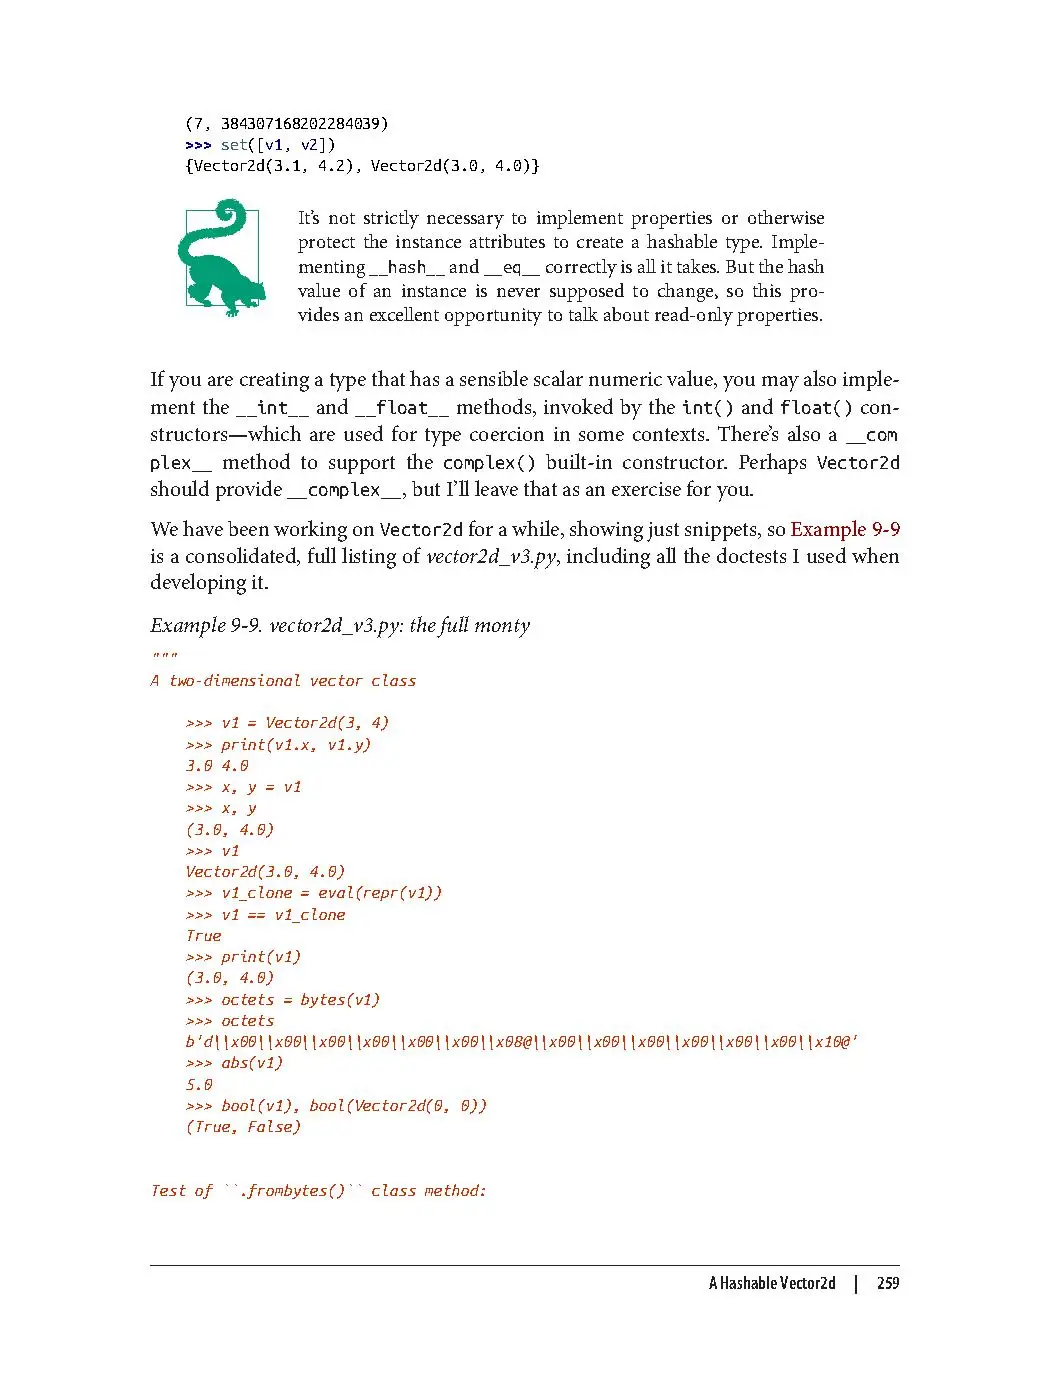 (7, 384307168202284039)
>>> set([v1, v2])
{Vector2d(3.1, 4.2), Vector2d(3.0, 4.0)}
It’s not strictly necessary to implement properties or otherwise
protect the instance attributes to create a hashable type. Imple-
menting __hash__ and __eq__ correctly is all it takes. But the hash
value of an instance is never supposed to change, so this pro-
vides an excellent opportunity to talk about read-only properties.
If you are creating a type that has a sensible scalar numeric value, you may also imple-
ment the __int__ and __float__ methods, invoked by the int() and float() con-
structors—which are used for type coercion in some contexts. There’s also a __com
plex__ method to support the complex() built-in constructor. Perhaps Vector2d
should provide __complex__, but I’ll leave that as an exercise for you.
We have been working on Vector2d for a while, showing just snippets, so Example 9-9
is a consolidated, full listing of vector2d_v3.py, including all the doctests I used when
developing it.
Example 9-9. vector2d_v3.py: the full monty
"""
A two-dimensional vector class
>>> v1 = Vector2d(3, 4)
>>> print(v1.x, v1.y)
3.0 4.0
>>> x, y = v1
>>> x, y
(3.0, 4.0)
>>> v1
Vector2d(3.0, 4.0)
>>> v1_clone = eval(repr(v1))
>>> v1 == v1_clone
True
>>> print(v1)
(3.0, 4.0)
>>> octets = bytes(v1)
>>> octets
b'd\\x00\\x00\\x00\\x00\\x00\\x00\\x08@\\x00\\x00\\x00\\x00\\x00\\x00\\x10@'
>>> abs(v1)
5.0
>>> bool(v1), bool(Vector2d(0, 0))
(True, False)
Test of ``.frombytes()`` class method:
A Hashable Vector2d | 259